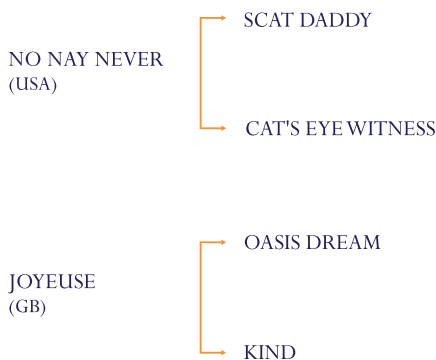 SCAT DADDY
NO NAY NEVER
(USA)
CAT'S EYE WITNESS
OASIS DREAM
JOYEUSE
(GB)
KIND